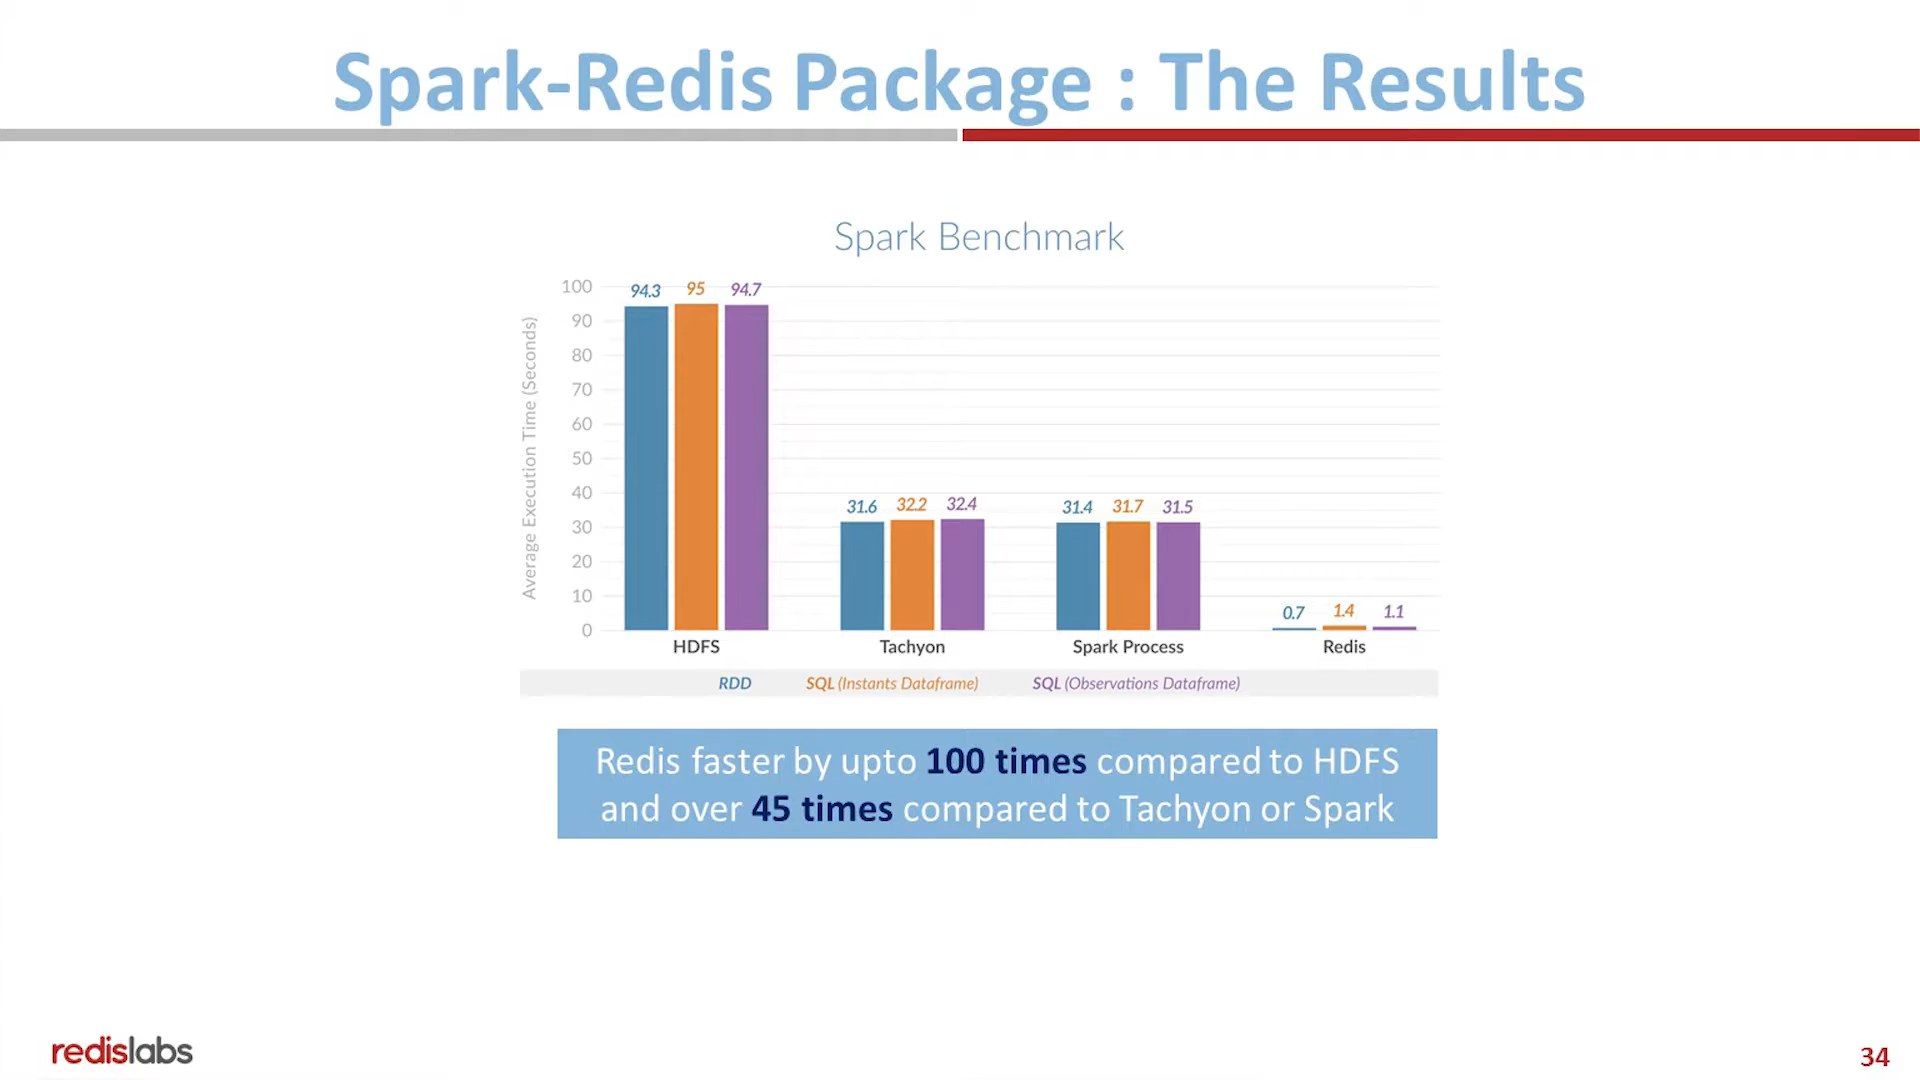 Spark-Redis Package : The Results
Spark Benchmark
Average Execution Time (Seconds)
100
90
80
70
60
50
40
30
20
10
0
94.3 95 94.7
31.6 32.2 32.4
31.4 31.7 31.5
0.7 1.4 1.1
HDFS Tachyon Spark Process Redis
RDD SQL (Instants Dataframe) SQL (Observations Dataframe)
Redis faster by upto 100 times compared to HDFS
and over 45 times compared to Tachyon or Spark
redislabs
34